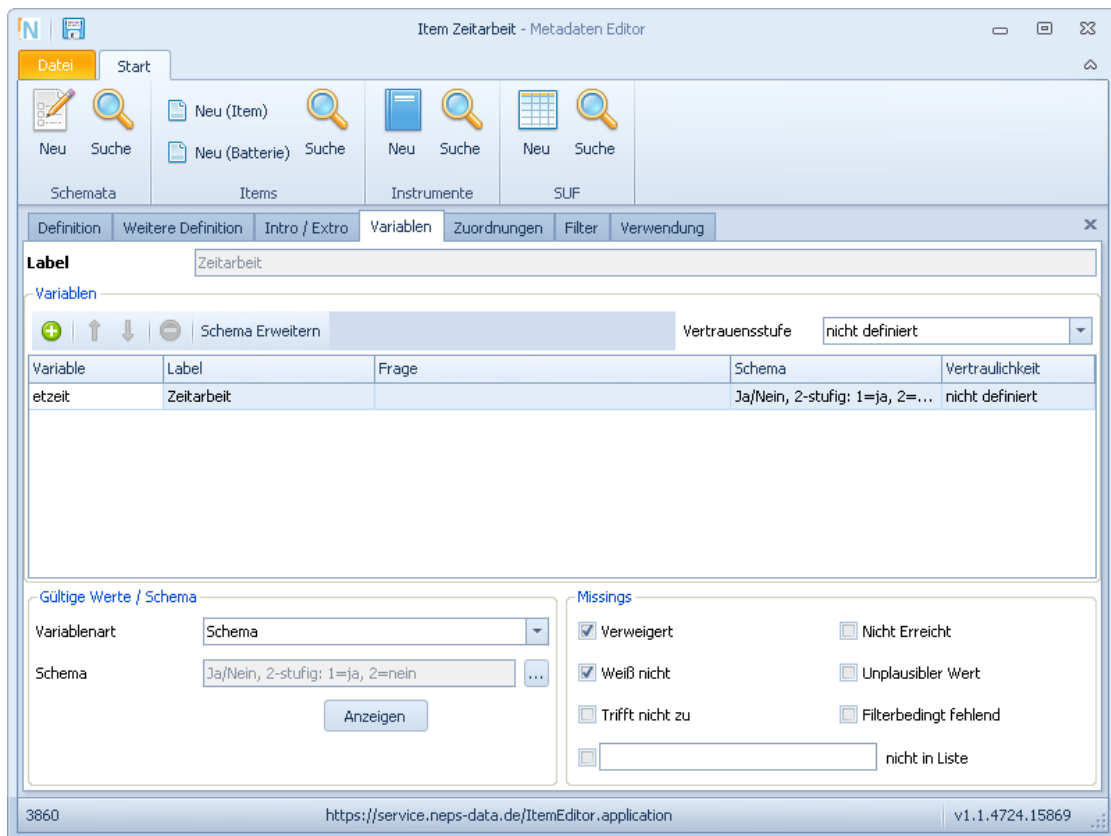 N Item Zeitarbeit - Metadaten Editor
Datei Start
Neu Suche Neu (Item) Neu (Batterie) Suche Neu Suche Neu Suche
Schemata Items Instrumente SUF
Definition Weitere Definition Intro / Extro Variablen Zuordnungen Filter Verwendung
Label Zeitarbeit
Variablen
Schema Erweitern Vertrauensstufe nicht definiert
Variable Label Frage Schema Vertraulichkeit
etzeit Zeitarbeit Ja/Nein, 2-stufig: 1=ja, 2=... nicht definiert
Gültige Werte / Schema
Variablenart Schema
Schema Ja/Nein, 2-stufig: 1=ja, 2=nein ...
Anzeigen
Missings
Verweigert Nicht Erreicht
Weiß nicht Unplausibler Wert
Trifft nicht zu Filterbedingt fehlend
nicht in Liste
3860 https://service.neps-data.de/ItemEditor.application v1.1.4724.15869